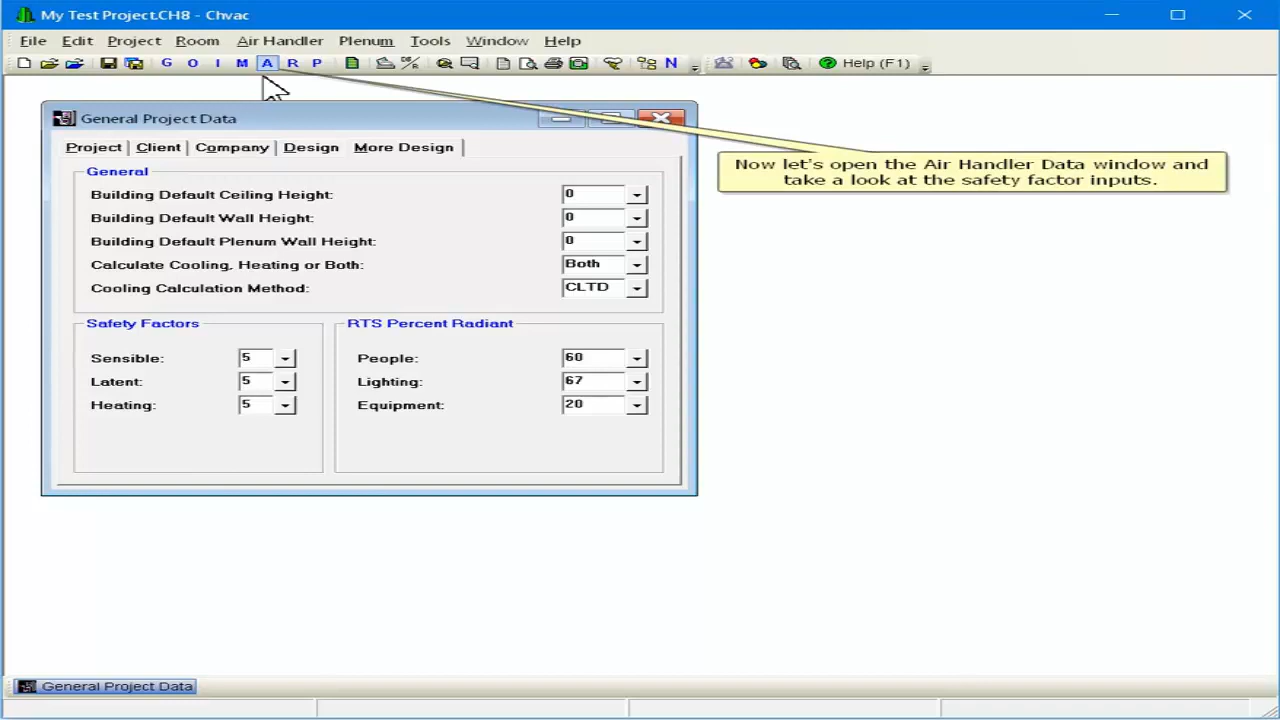 My Test Project.CH8 - Chvac
File Edit Project Room Air Handler Plenum Tools Window Help
G O I M A R P N Help (F1)
General Project Data
Now let's open the Air Handler Data window and
take a look at the safety factor inputs.
Project Client Company Design More Design
General
Building Default Ceiling Height: 0
Building Default Wall Height: 0
Building Default Plenum Wall Height: 0
Calculate Cooling, Heating or Both: Both
Cooling Calculation Method: CLTD
Safety Factors
Sensible: 5
Latent: 5
Heating: 5
RTS Percent Radiant
People: 60
Lighting: 67
Equipment: 20
General Project Data